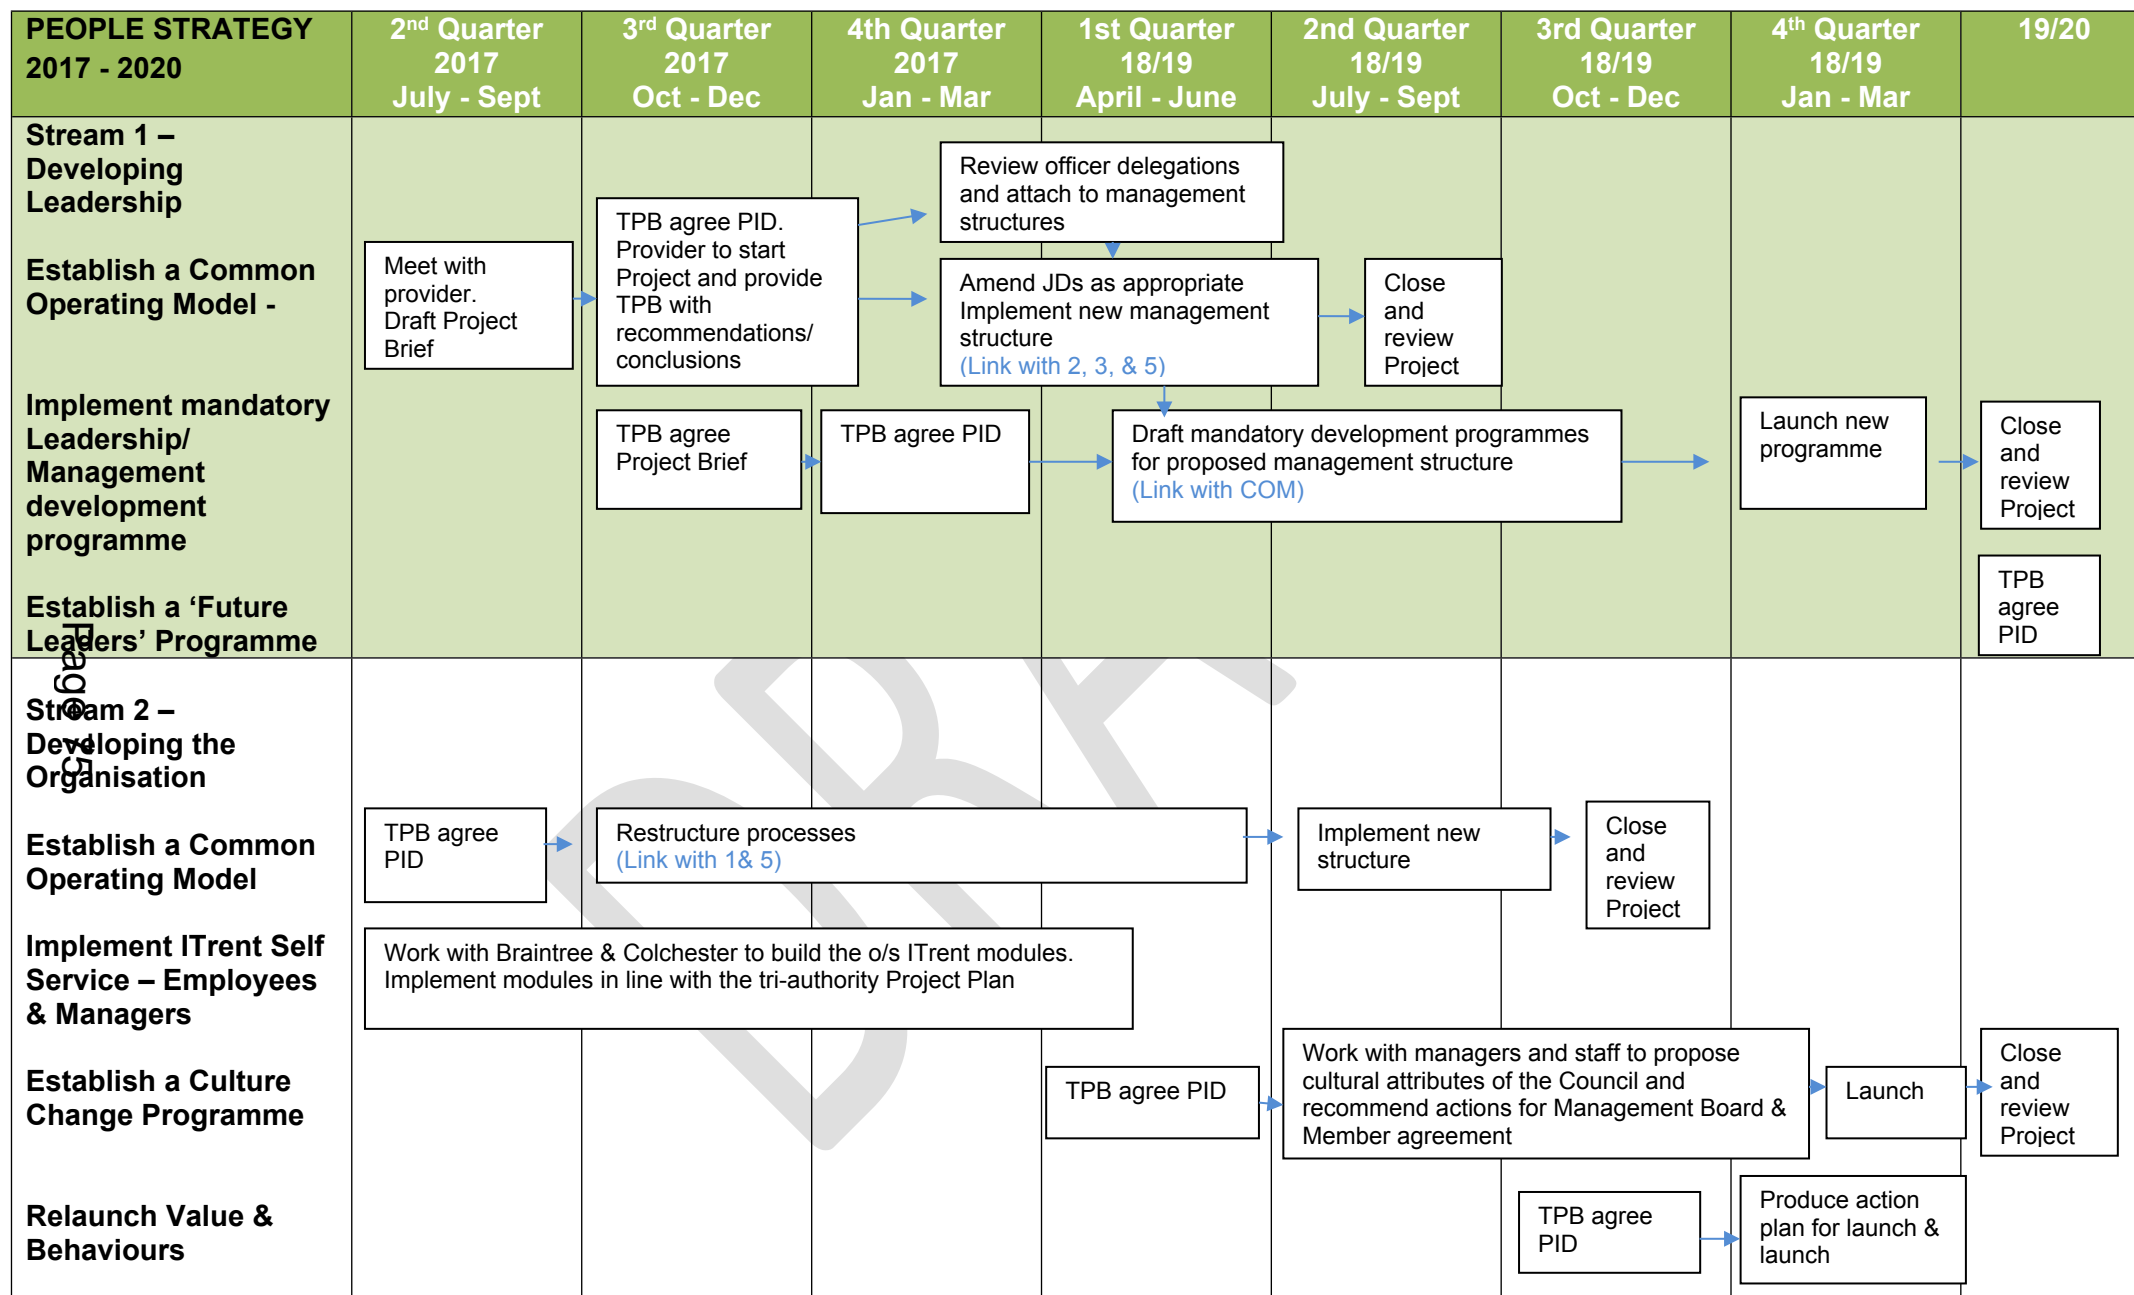 PEOPLE STRATEGY
2017 - 2020
2nd Quarter
2017
July - Sept
3rd Quarter
2017
Oct - Dec
4th Quarter
2017
Jan - Mar
1st Quarter
18/19
April - June
2nd Quarter
18/19
July - Sept
3rd Quarter
18/19
Oct - Dec
4th Quarter
18/19
Jan - Mar
19/20
Stream 1 –
Developing
Leadership
Review officer delegations
and attach to management
structures
Establish a Common
Operating Model -
Meet with
provider.
Draft Project
Brief
TPB agree PID.
Provider to start
Project and provide
TPB with
recommendations/
conclusions
Amend JDs as appropriate
Implement new management
structure
(Link with 2, 3, & 5)
Close
and
review
Project
Implement mandatory
Leadership/
Management
development
programme
TPB agree
Project Brief
TPB agree PID
Draft mandatory development programmes
for proposed management structure
(Link with COM)
Launch new
programme
Close
and
review
Project
Establish a ‘Future
Leaders’ Programme
TPB
agree
PID
Page 75
Stream 2 –
Developing the
Organisation
Establish a Common
Operating Model
TPB agree
PID
Restructure processes
(Link with 1& 5)
Implement new
structure
Close
and
review
Project
Implement ITrent Self
Service – Employees
& Managers
Work with Braintree & Colchester to build the o/s ITrent modules.
Implement modules in line with the tri-authority Project Plan
Establish a Culture
Change Programme
TPB agree PID
Work with managers and staff to propose
cultural attributes of the Council and
recommend actions for Management Board &
Member agreement
Launch
Close
and
review
Project
Relaunch Value &
Behaviours
TPB agree
PID
Produce action
plan for launch &
launch
DRA